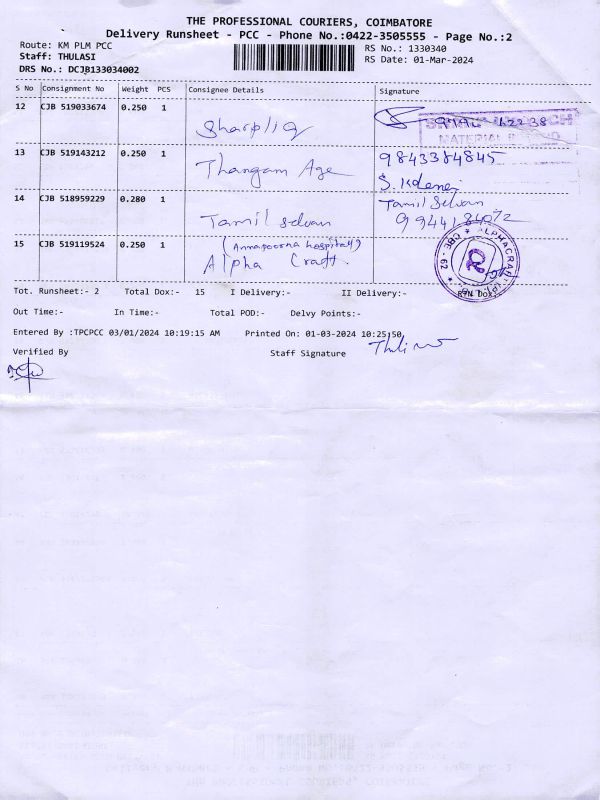 THE PROFESSIONAL COURIERS, COIMBATORE
Delivery Runsheet - PCC - Phone No.:0422-3505555 - Page No.:2
Route: KM PLM PCC
RS No.: 1330340
Staff: THULASI
RS Date: 01-Mar-2024
DRS No.: DCJB133034002
S No Consignment No Weight PCS Consignee Details Signature
12 CJB 519033674 0.250 1
Sharpliq
MATERIAL
13 CJB 519143212 0.250 1 9843384845
Thangam Age
14 CJB 518959229 0.280 1 Tamil Selvan
Tamil selvan
15 CJB 519119524 0.250 1 (Annapoorna hospital)
Alpha Craft.
ALPHACRAFT CBE - 62
Tot. Runsheet:- 2 Total Dox:- 15 I Delivery:- II Delivery:- RTN Dox:-
Out Time:- In Time:- Total POD:- Delvy Points:-
Entered By :TPCPCC 03/01/2024 10:19:15 AM Printed On: 01-03-2024 10:25:50
Verified By Staff Signature